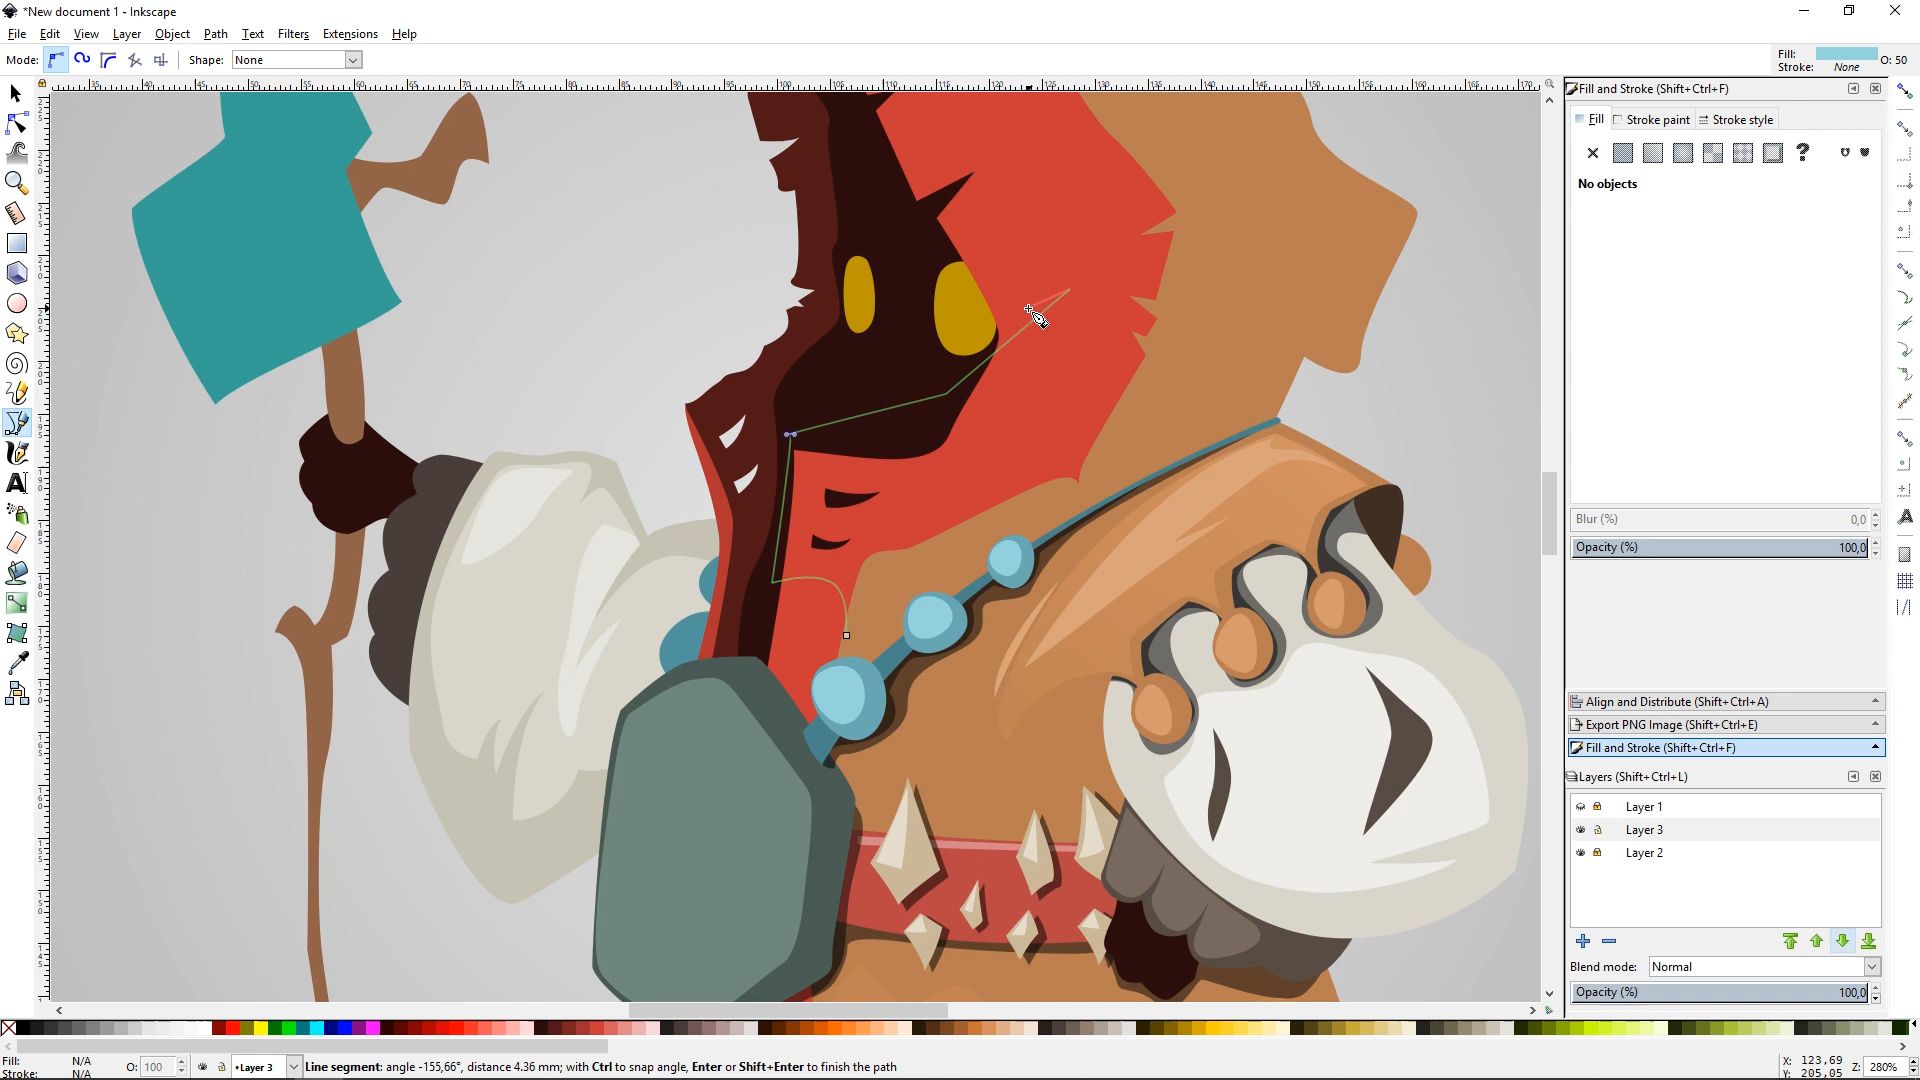 *New document 1 - Inkscape
File Edit View Layer Object Path Text Filters Extensions Help
Mode: Shape: None
Fill: O: 50
Stroke: None
Fill and Stroke (Shift+Ctrl+F)
Fill Stroke paint Stroke style
?
No objects
Blur (%) 0,0
Opacity (%) 100,0
Align and Distribute (Shift+Ctrl+A)
Export PNG Image (Shift+Ctrl+E)
Fill and Stroke (Shift+Ctrl+F)
Layers (Shift+Ctrl+L)
Layer 1
Layer 3
Layer 2
Blend mode: Normal
Opacity (%) 100,0
Fill: N/A
Stroke: N/A
O: 100
•Layer 3
Line segment: angle -155,66°, distance 4.36 mm; with Ctrl to snap angle, Enter or Shift+Enter to finish the path
X: 123,69
Y: 205,05
Z: 280%